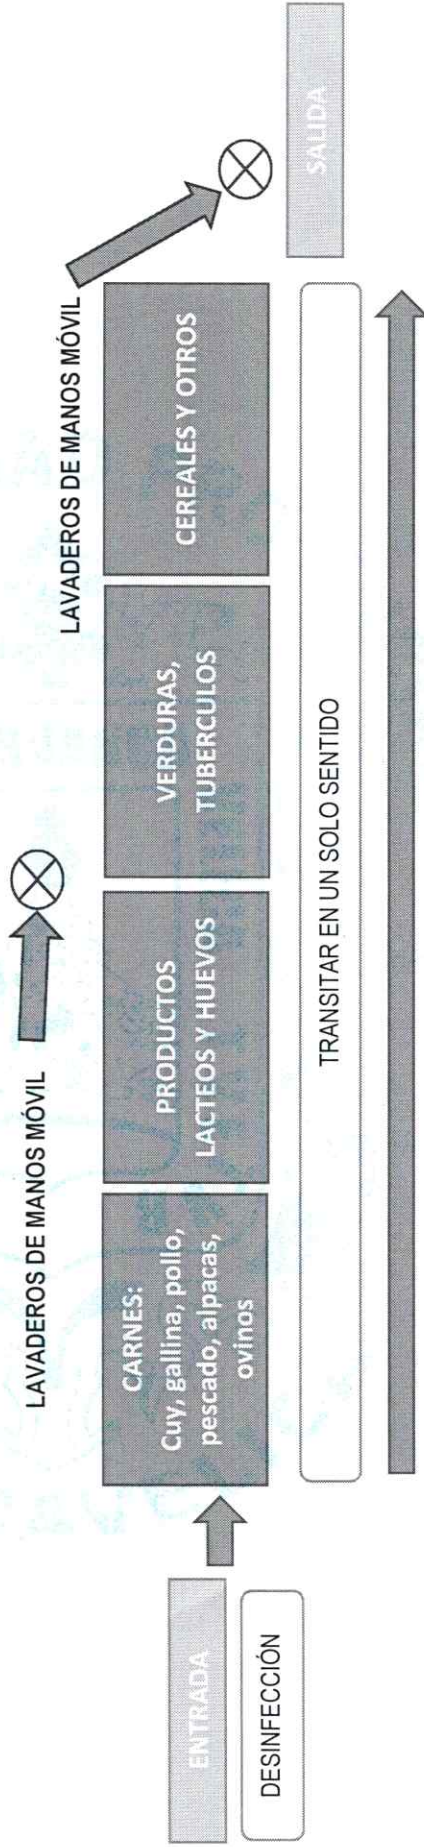 ENTRADA
DESINFECCIÓN
LAVADEROS DE MANOS MÓVIL
CARNES:
Cuy, gallina, pollo,
pescado, alpacas,
ovinos
PRODUCTOS
LACTEOS Y HUEVOS
VERDURAS,
TUBERCULOS
LAVADEROS DE MANOS MÓVIL
CEREALES Y OTROS
TRANSITAR EN UN SOLO SENTIDO
SALIDA